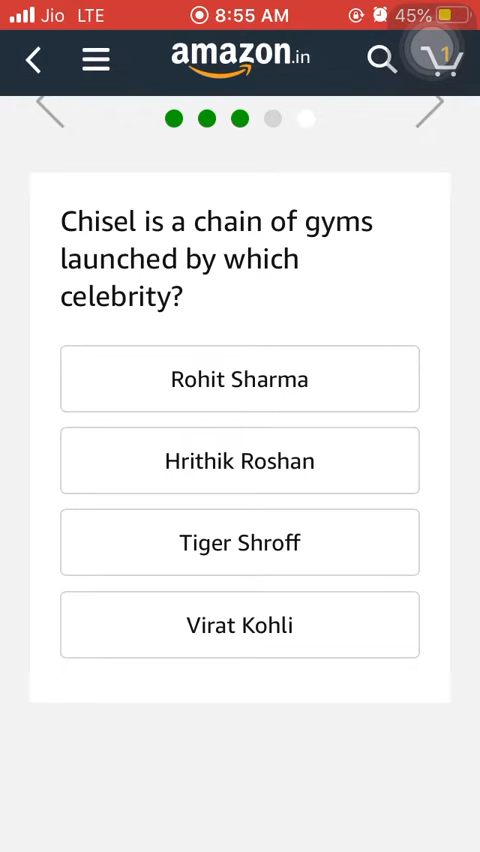 Jio LTE 8:55 AM 45%
amazon.in
1
Chisel is a chain of gyms
launched by which
celebrity?
Rohit Sharma
Hrithik Roshan
Tiger Shroff
Virat Kohli